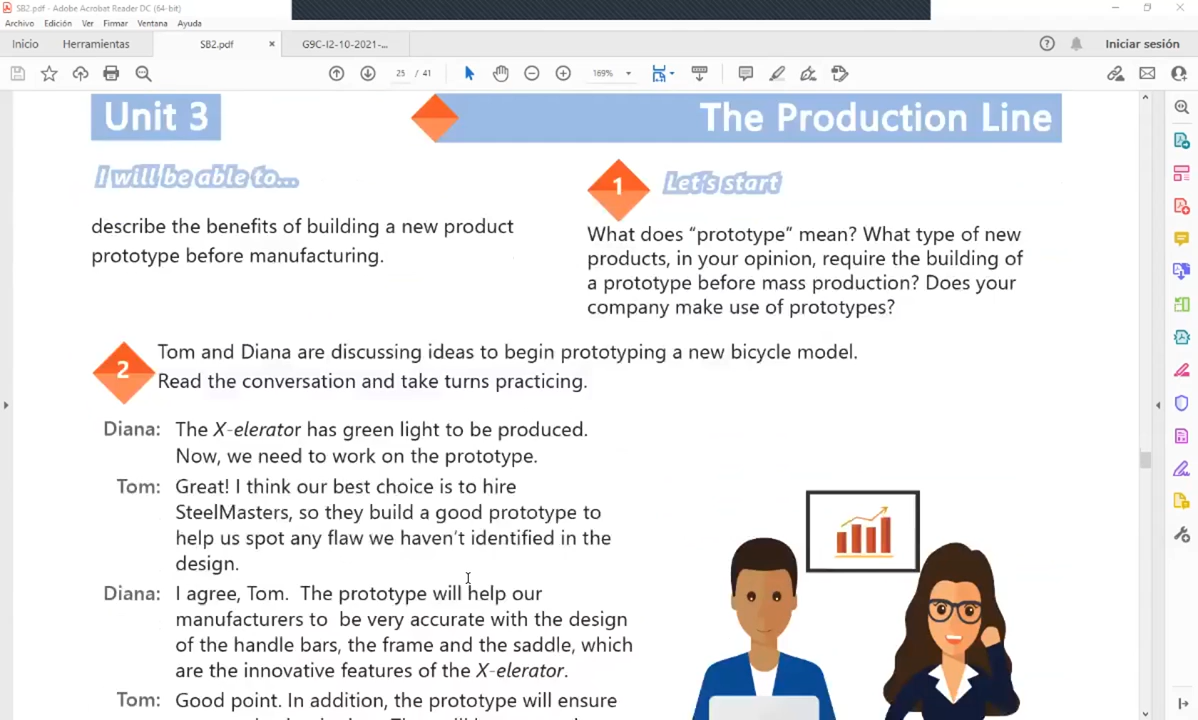 SB2.pdf - Adobe Acrobat Reader DC (64-bit)
Archivo Edición Ver Firmar Ventana Ayuda
Inicio Herramientas SB2.pdf × G9C-I2-10-2021-... Iniciar sesión
25 / 41 169%
Unit 3 The Production Line
I will be able to...
describe the benefits of building a new product
prototype before manufacturing.
1 Let's start
What does “prototype” mean? What type of new
products, in your opinion, require the building of
a prototype before mass production? Does your
company make use of prototypes?
2 Tom and Diana are discussing ideas to begin prototyping a new bicycle model.
Read the conversation and take turns practicing.
Diana: The X-elerator has green light to be produced.
Now, we need to work on the prototype.
Tom: Great! I think our best choice is to hire
SteelMasters, so they build a good prototype to
help us spot any flaw we haven’t identified in the
design.
Diana: I agree, Tom. The prototype will help our
manufacturers to be very accurate with the design
of the handle bars, the frame and the saddle, which
are the innovative features of the X-elerator.
Tom: Good point. In addition, the prototype will ensure